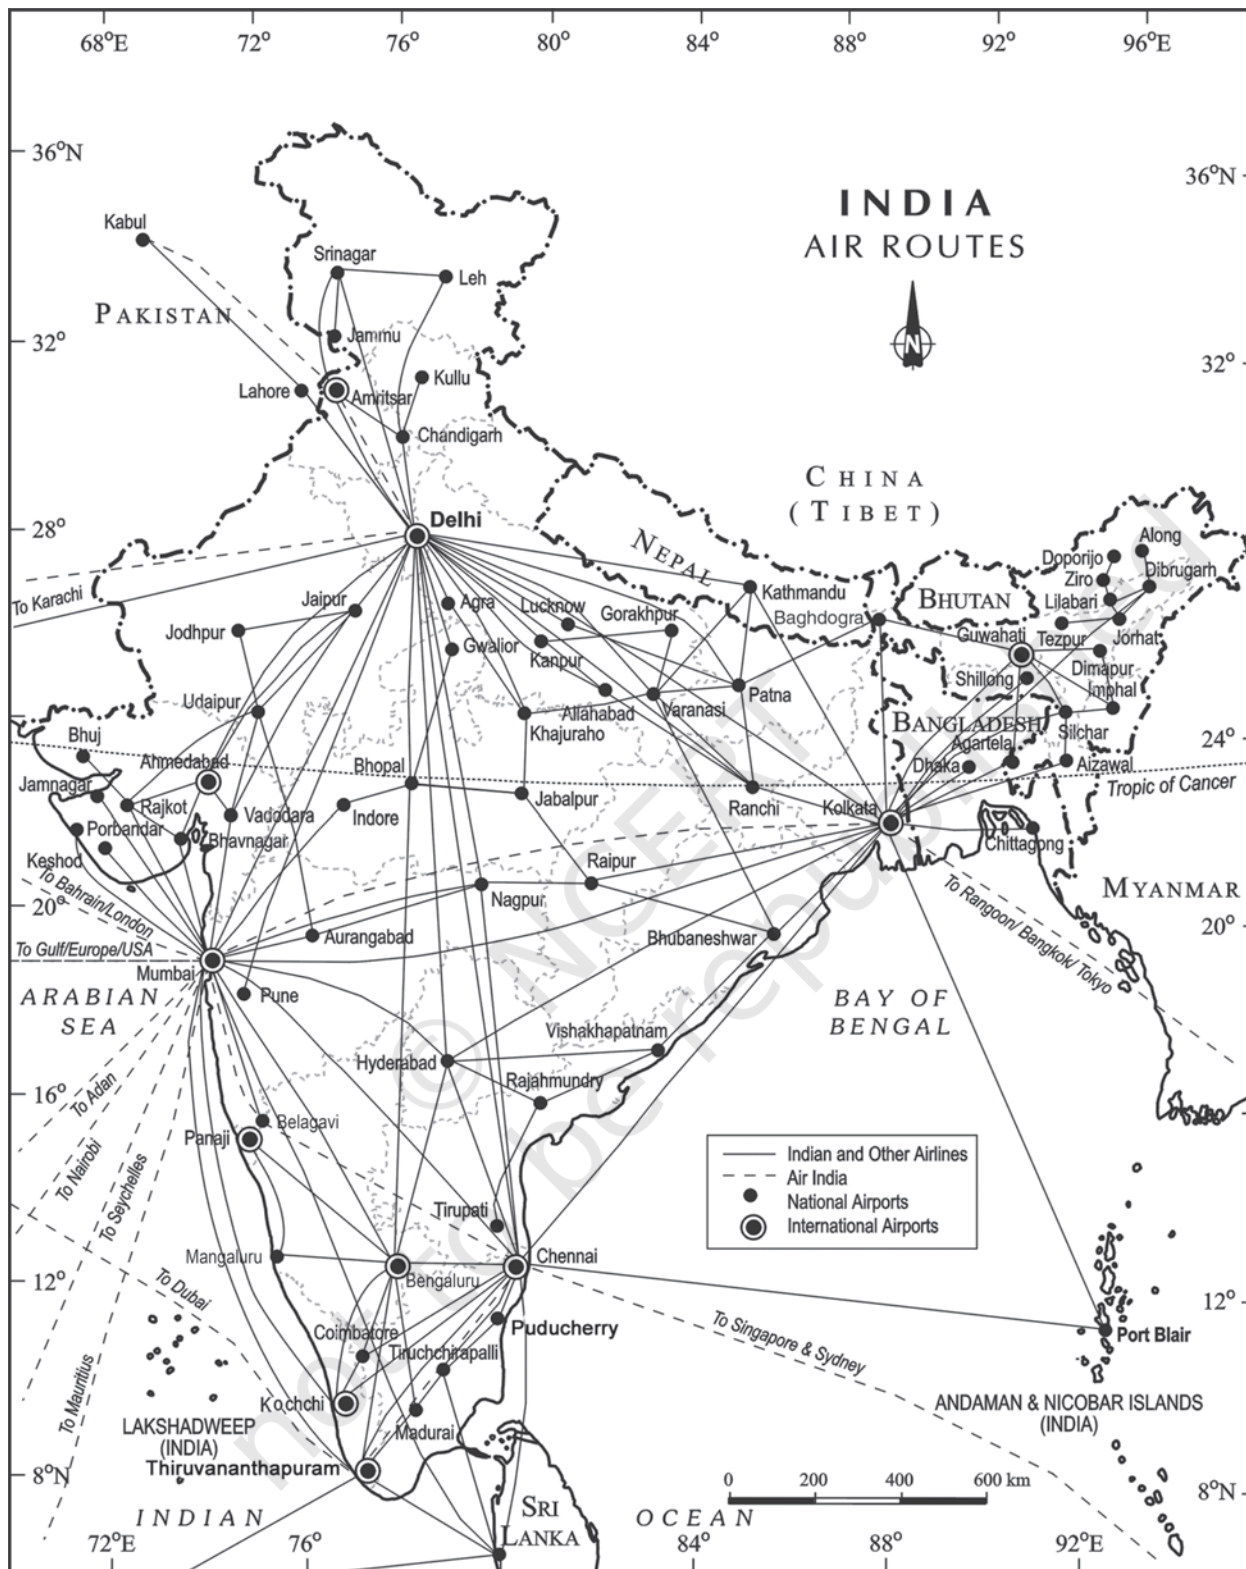 68°E 72° 76° 80° 84° 88° 92° 96°E
36°N
36°N
INDIA
AIR ROUTES
N
Kabul
Srinagar
Leh
PAKISTAN
Jammu
32°
32°
Kullu
Lahore
Amritsar
Chandigarh
CHINA
(TIBET)
28°
28°
Delhi
NEPAL
Along
Doporijo
Dibrugarh
Ziro
Kathmandu
To Karachi
Jaipur
Agra
Lucknow
Gorakhpur
Baghdogra
BHUTAN
Lilabari
Jodhpur
Gwalior
Kanpur
Guwahati
Tezpur
Jorhat
Shillong
Dimapur
Imphal
Udaipur
Allahabad
Varanasi
Patna
Khajuraho
BANGLADESH
Silchar
Bhuj
24°
Ahmedabad
Bhopal
Agartela
Dhaka
Aizawal
Jamnagar
Rajkot
Indore
Jabalpur
Ranchi
Kolkata
Tropic of Cancer
Porbandar
Vadodara
Bhavnagar
Chittagong
Keshod
Raipur
To Bahrain/London
Nagpur
MYANMAR
20°
20°
To Rangoon/ Bangkok/ Tokyo
Aurangabad
Bhubaneshwar
To Gulf/Europe/USA
Mumbai
ARABIAN
SEA
Pune
BAY OF
BENGAL
Vishakhapatnam
Hyderabad
Rajahmundry
To Adan
16°
Belagavi
Panaji
To Nairobi
Indian and Other Airlines
Air India
National Airports
International Airports
To Seychelles
Tirupati
Mangaluru
Chennai
Bengaluru
To Dubai
12°
12°
Coimbatore
Puducherry
Port Blair
Tiruchchirapalli
To Singapore & Sydney
To Mauritius
Kochchi
Madurai
LAKSHADWEEP
(INDIA)
ANDAMAN & NICOBAR ISLANDS
(INDIA)
Thiruvananthapuram
8°N
8°N
0 200 400 600 km
INDIAN
OCEAN
SRI
LANKA
72°E 76° 84° 88° 92°E
© NCERT
not to be republished